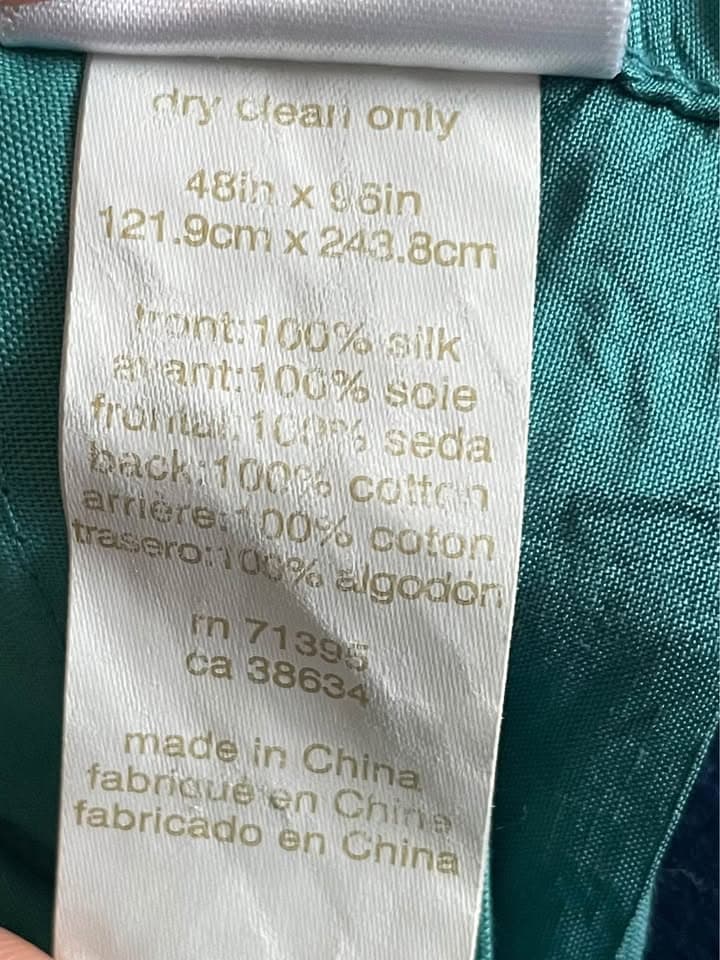 dry clean only
48in x 96in
121.9cm x 243.8cm
front:100% silk
avant:100% soie
frontal:100% seda
back:100% cotton
arrière:100% coton
trasero:100% algodón
rn 71395
ca 38634
made in China
fabriqué en Chine
fabricado en China